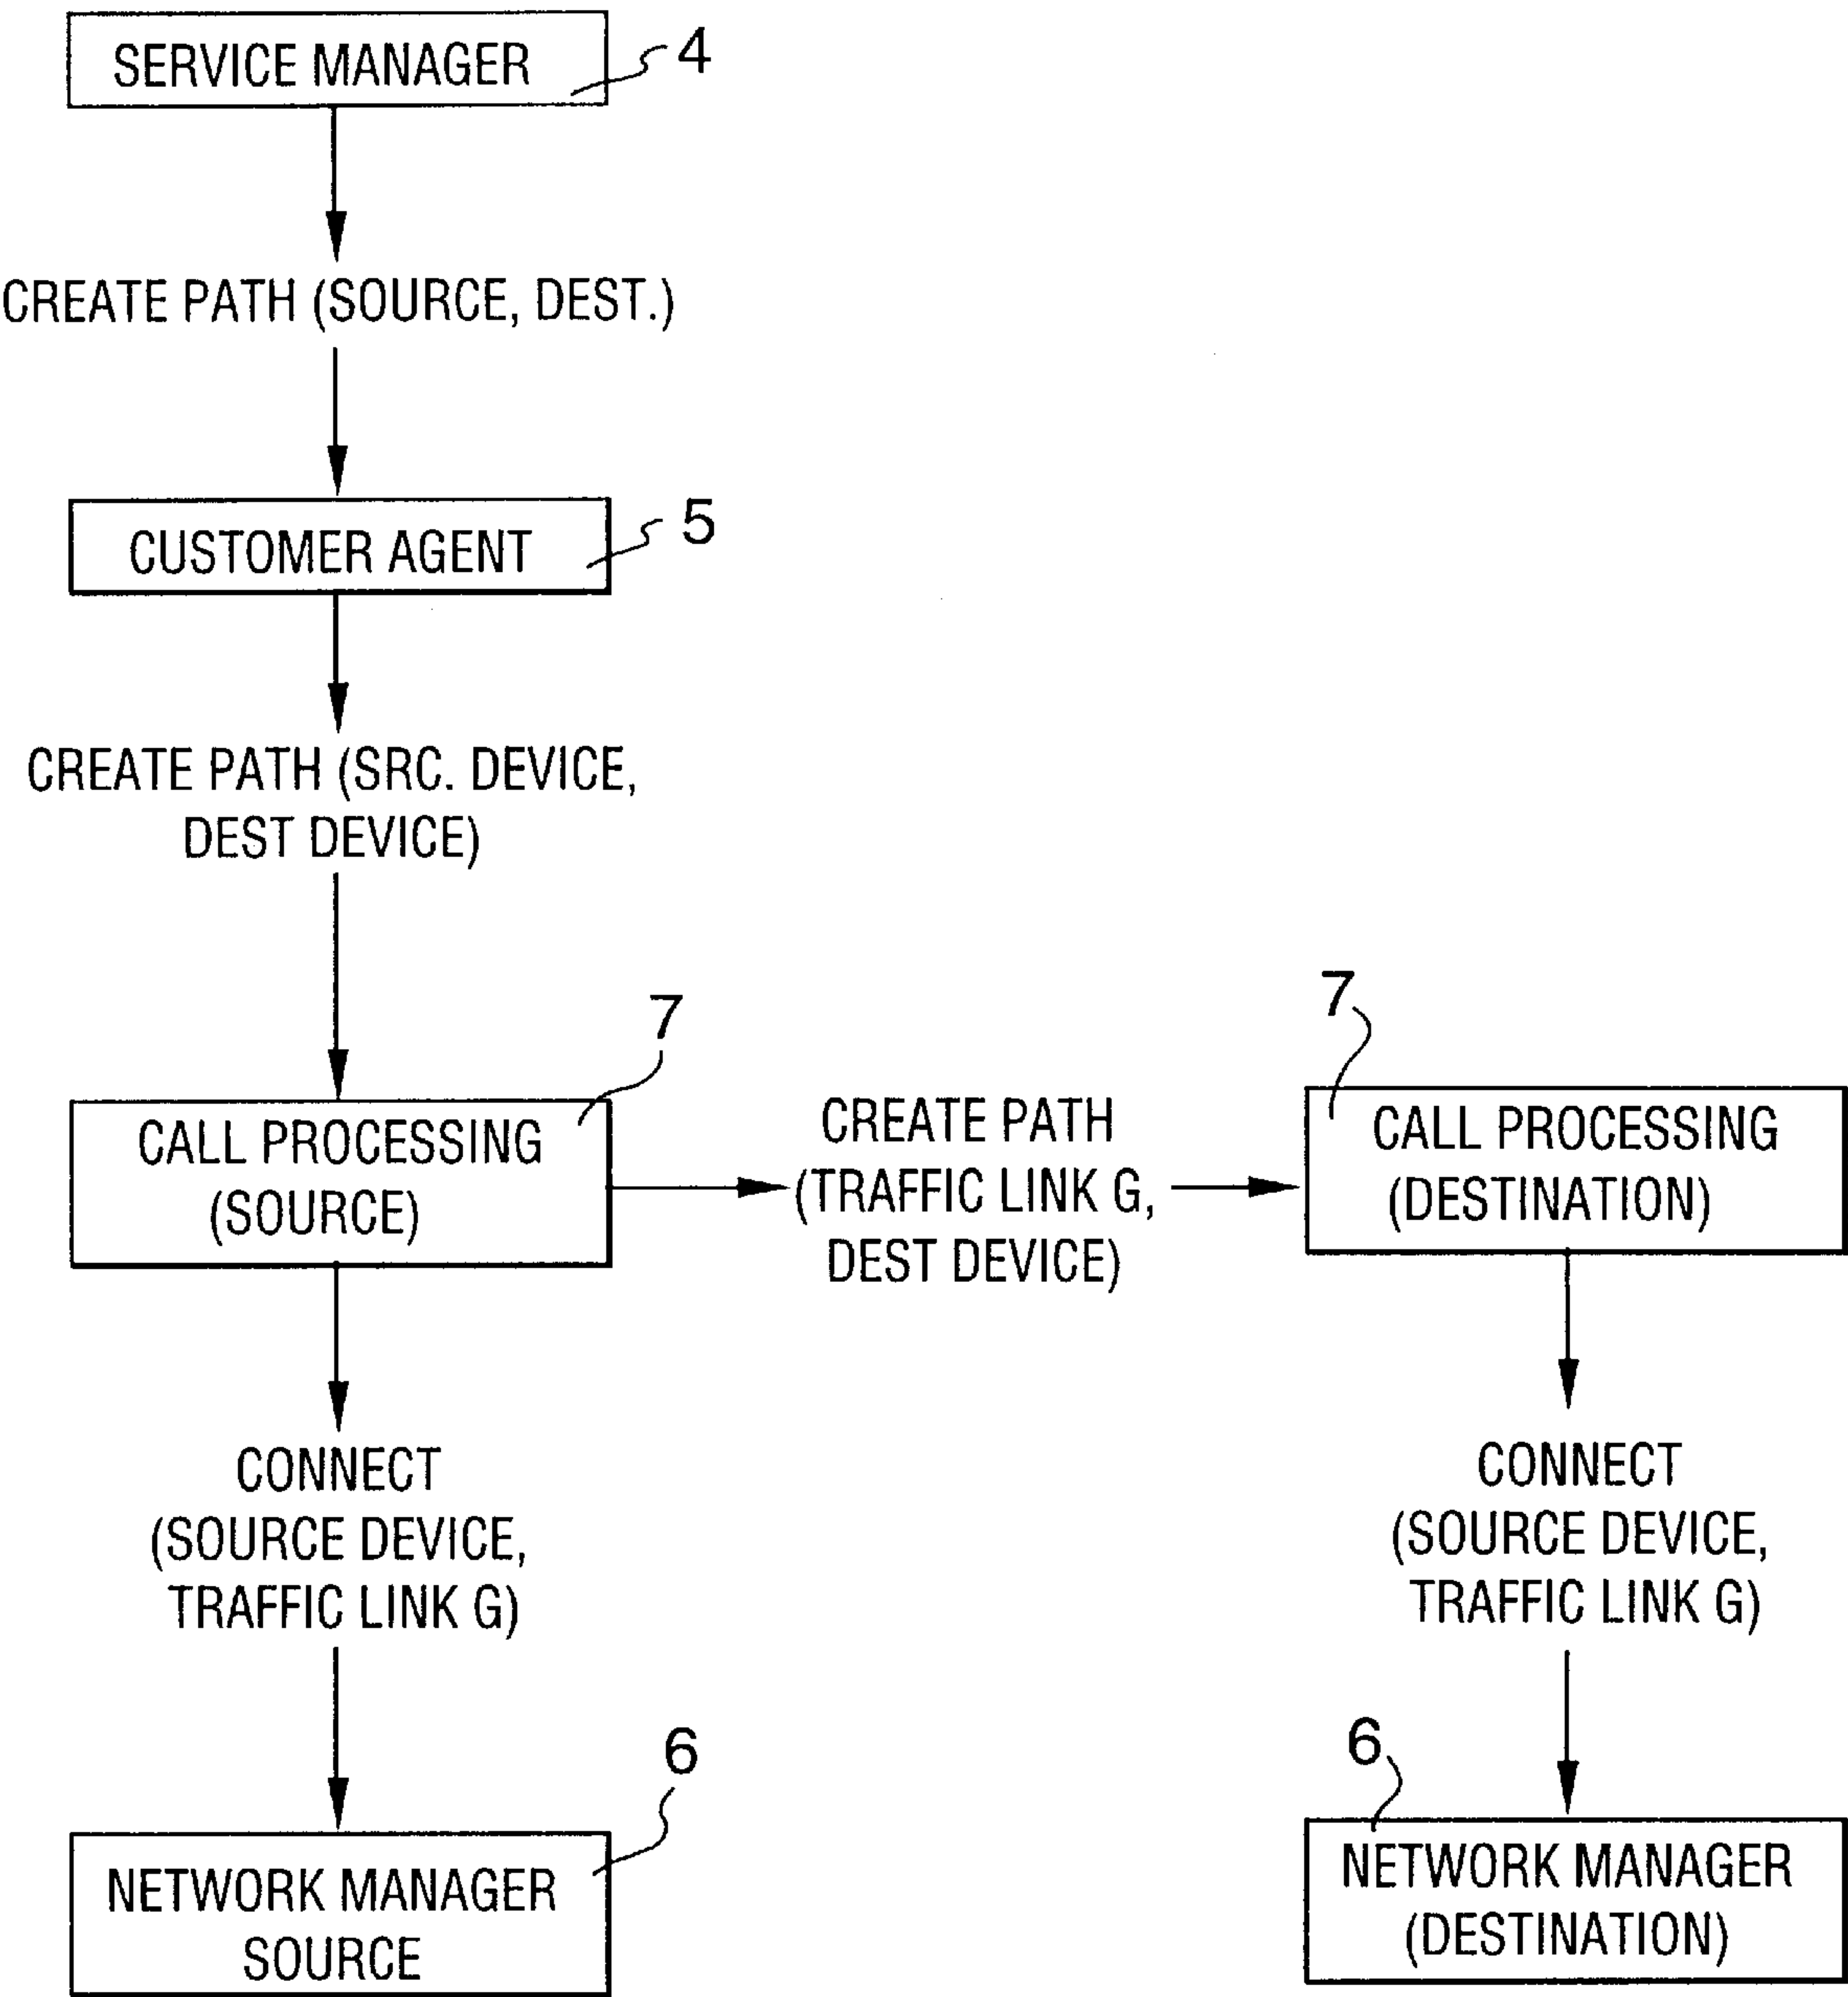 SERVICE MANAGER
4
CREATE PATH (SOURCE, DEST.)
CUSTOMER AGENT
5
CREATE PATH (SRC. DEVICE,
DEST DEVICE)
7
CALL PROCESSING
(SOURCE)
CREATE PATH
(TRAFFIC LINK G,
DEST DEVICE)
7
CALL PROCESSING
(DESTINATION)
CONNECT
(SOURCE DEVICE,
TRAFFIC LINK G)
CONNECT
(SOURCE DEVICE,
TRAFFIC LINK G)
6
NETWORK MANAGER
SOURCE
6
NETWORK MANAGER
(DESTINATION)